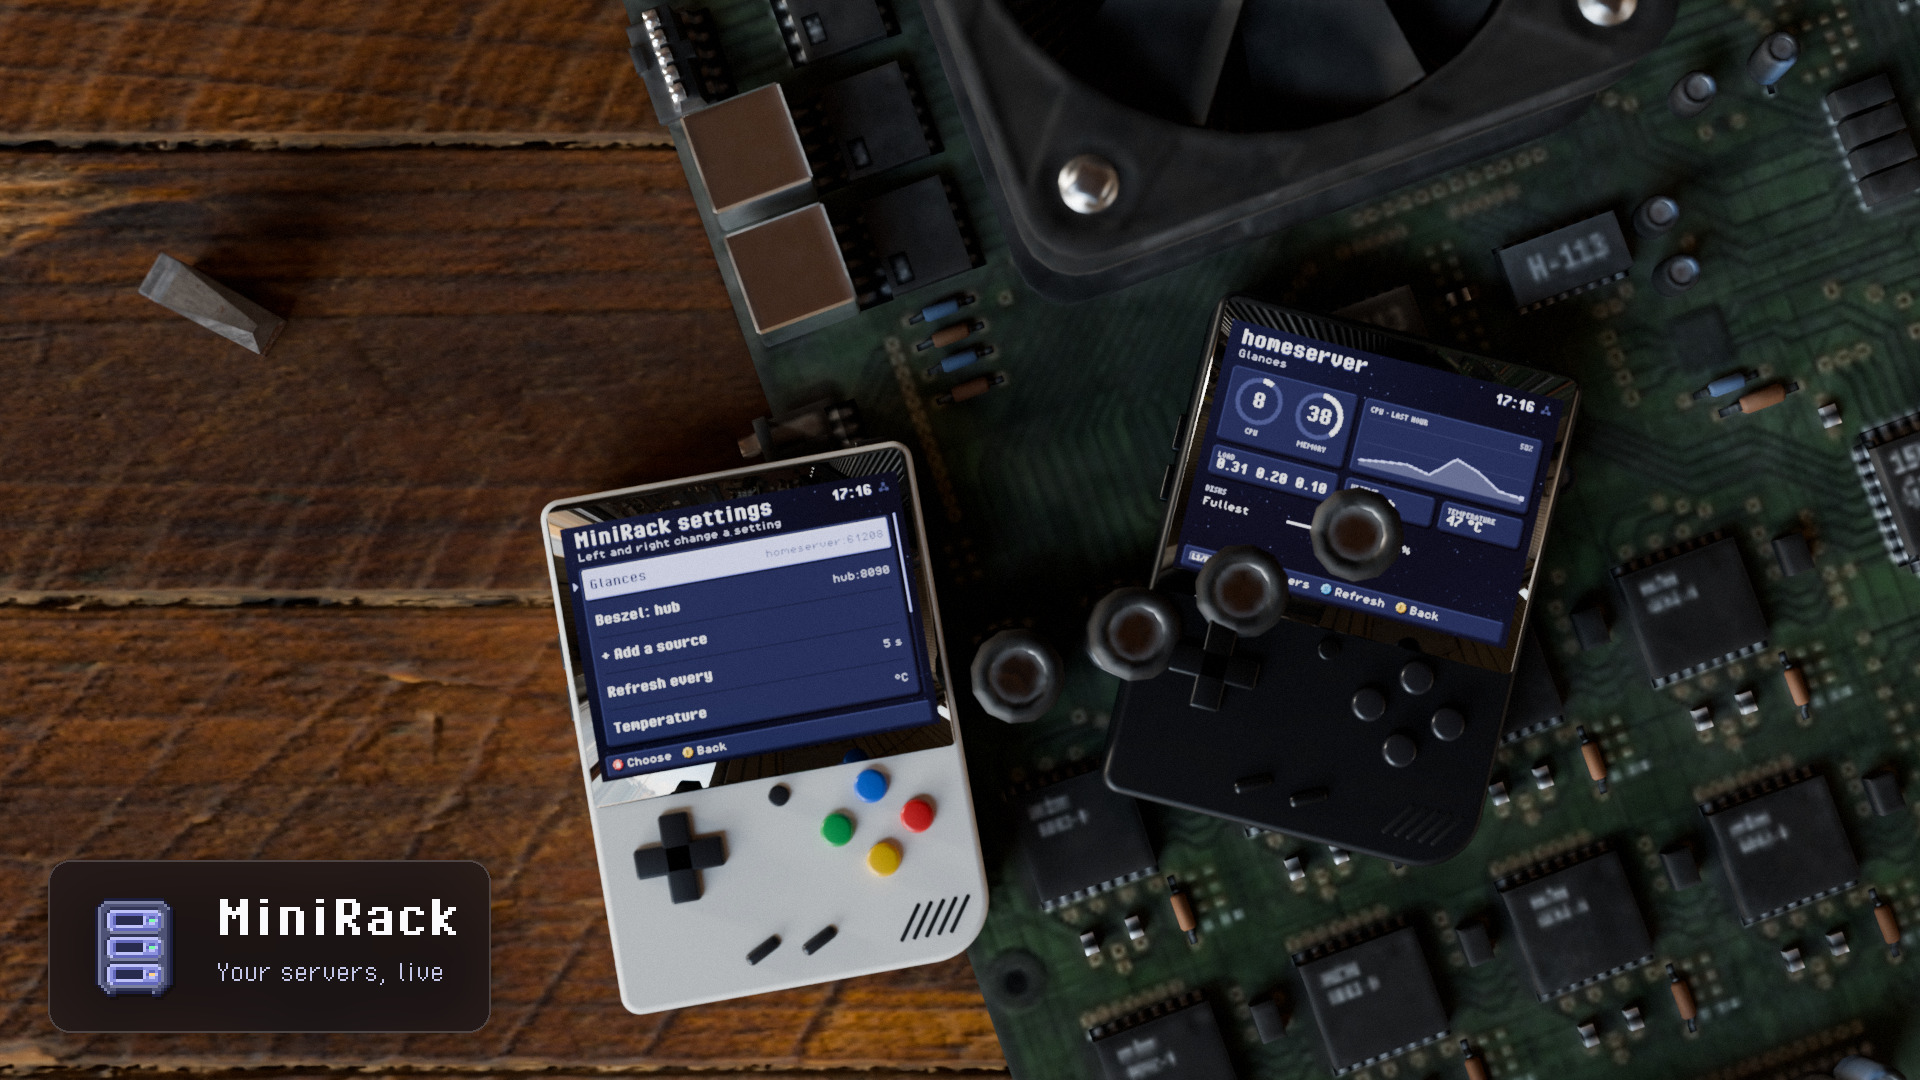 H-113
homeserver
Glances
17:16
8
CPU
38
MEMORY
CPU - LAST HOUR
50%
LOAD
0.31 0.20 0.10
TEMPERATURE
47 °C
DISKS
Fullest
%
Refresh
Back
17:16
MiniRack settings
Left and right change a setting
Glances homeserver:61208
Beszel: hub hub:8090
+ Add a source
Refresh every 5 s
Temperature °C
Choose Back
MiniRack
Your servers, live